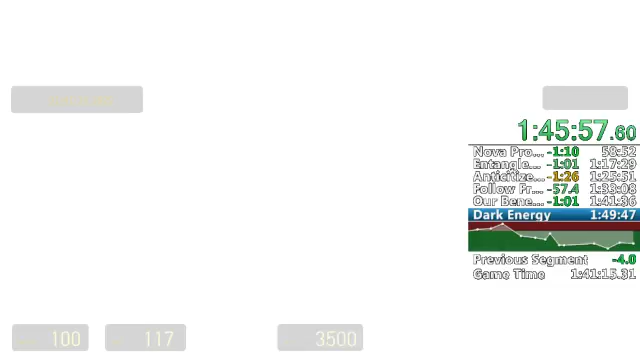 1:45:57.60
Nova Pro... -1:10 58:52
Entangle... -1:01 1:17:29
Anticitize... -1:26 1:25:51
Follow Fr... -57.4 1:33:08
Our Bene... -1:01 1:41:36
Dark Energy 1:49:47
Previous Segment -4.0
Game Time 1:41:15.31
100 117 3500